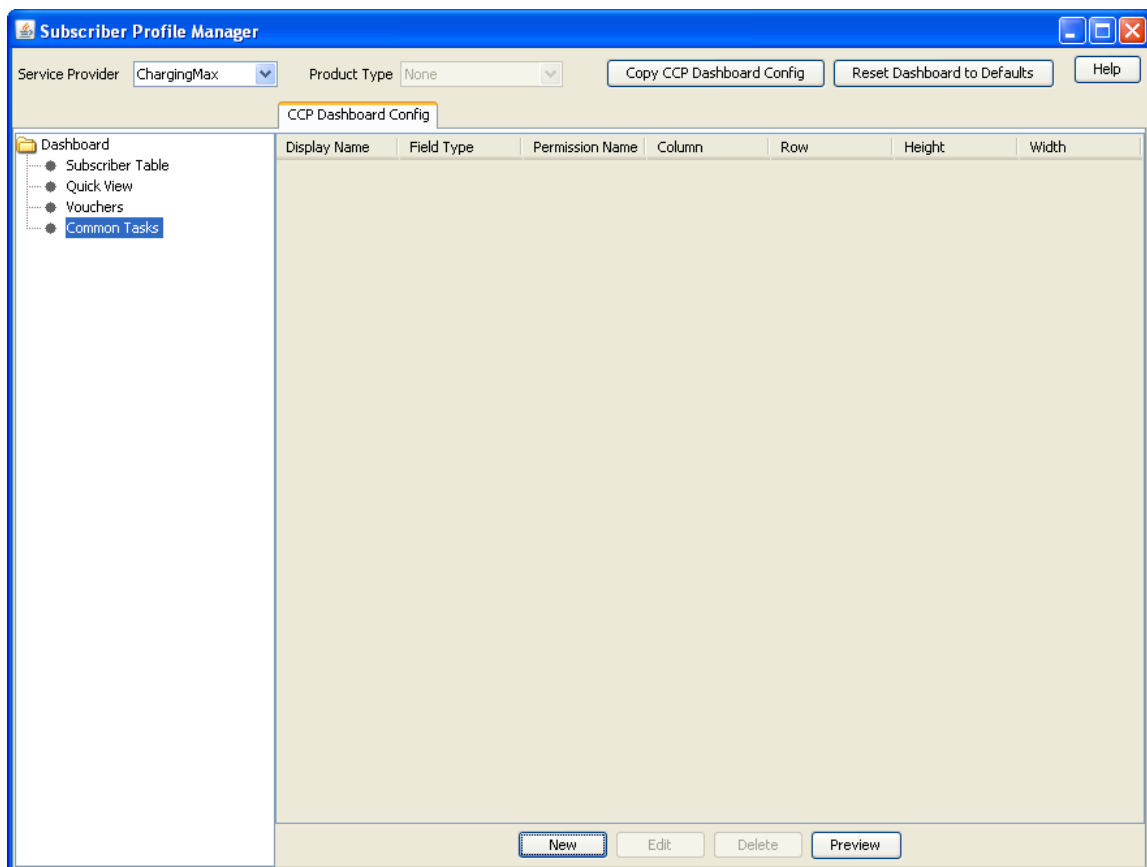 Subscriber Profile Manager
Service Provider ChargingMax Product Type None Copy CCP Dashboard Config Reset Dashboard to Defaults Help
CCP Dashboard Config
Dashboard
Subscriber Table
Quick View
Vouchers
Common Tasks
Display Name Field Type Permission Name Column Row Height Width
New Edit Delete Preview